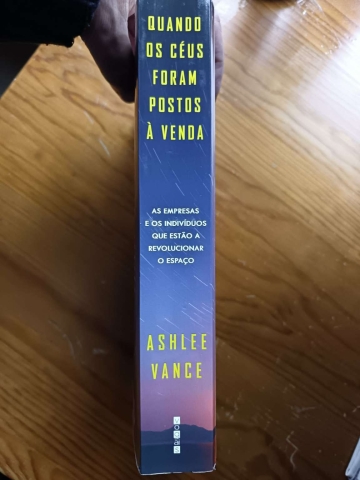 QUANDO
OS CÉUS
FORAM
POSTOS
À VENDA
AS EMPRESAS
E OS INDIVÍDUOS
QUE ESTÃO A
REVOLUCIONAR
O ESPAÇO
ASHLEE
VANCE